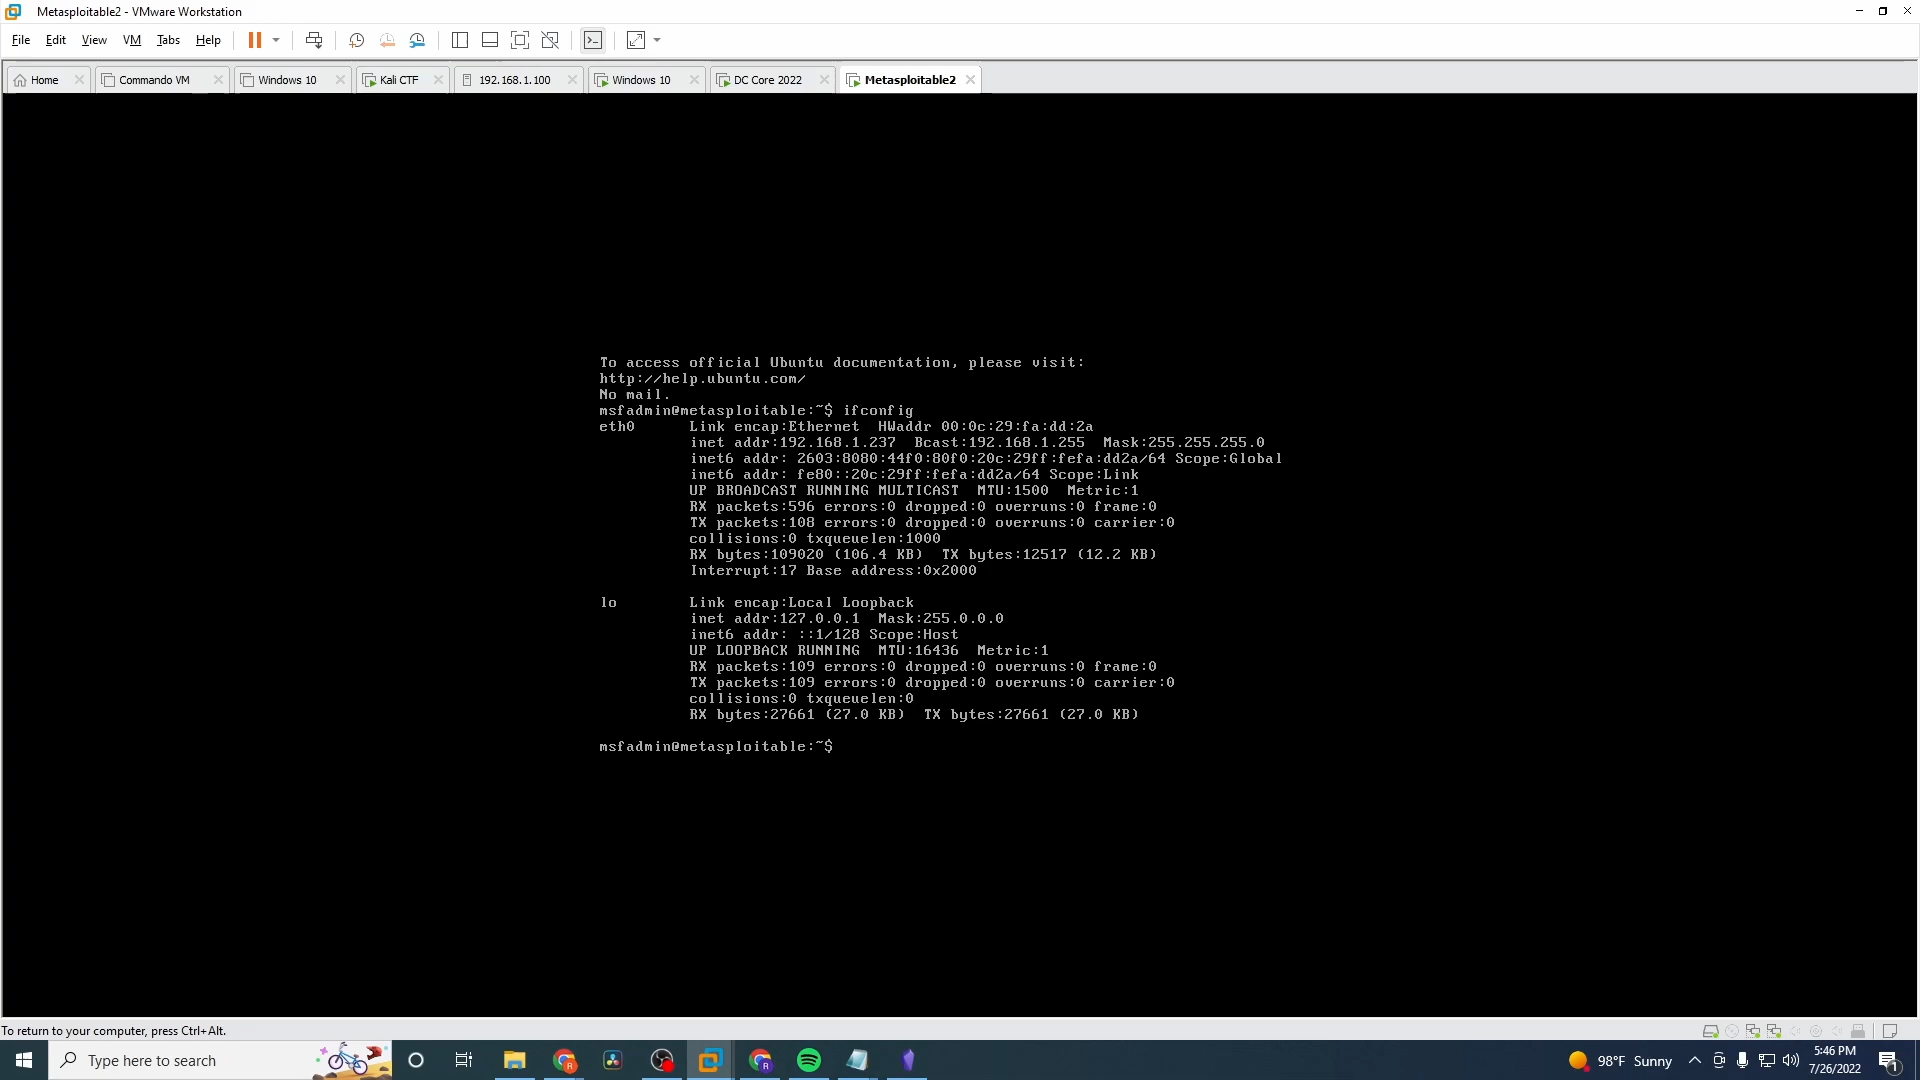 Metasploitable2 - VMware Workstation
File Edit View VM Tabs Help
Home Commando VM Windows 10 Kali CTF 192.168.1.100 Windows 10 DC Core 2022 Metasploitable2
To access official Ubuntu documentation, please visit:
http://help.ubuntu.com/
No mail.
msfadmin@metasploitable:~$ ifconfig
eth0 Link encap:Ethernet HWaddr 00:0c:29:fa:dd:2a
inet addr:192.168.1.237 Bcast:192.168.1.255 Mask:255.255.255.0
inet6 addr: 2603:8080:44f0:80f0:20c:29ff:fefa:dd2a/64 Scope:Global
inet6 addr: fe80::20c:29ff:fefa:dd2a/64 Scope:Link
UP BROADCAST RUNNING MULTICAST MTU:1500 Metric:1
RX packets:596 errors:0 dropped:0 overruns:0 frame:0
TX packets:108 errors:0 dropped:0 overruns:0 carrier:0
collisions:0 txqueuelen:1000
RX bytes:109020 (106.4 KB) TX bytes:12517 (12.2 KB)
Interrupt:17 Base address:0x2000
lo Link encap:Local Loopback
inet addr:127.0.0.1 Mask:255.0.0.0
inet6 addr: ::1/128 Scope:Host
UP LOOPBACK RUNNING MTU:16436 Metric:1
RX packets:109 errors:0 dropped:0 overruns:0 frame:0
TX packets:109 errors:0 dropped:0 overruns:0 carrier:0
collisions:0 txqueuelen:0
RX bytes:27661 (27.0 KB) TX bytes:27661 (27.0 KB)
msfadmin@metasploitable:~$
To return to your computer, press Ctrl+Alt.
Type here to search
98°F Sunny
5:46 PM
7/26/2022
1